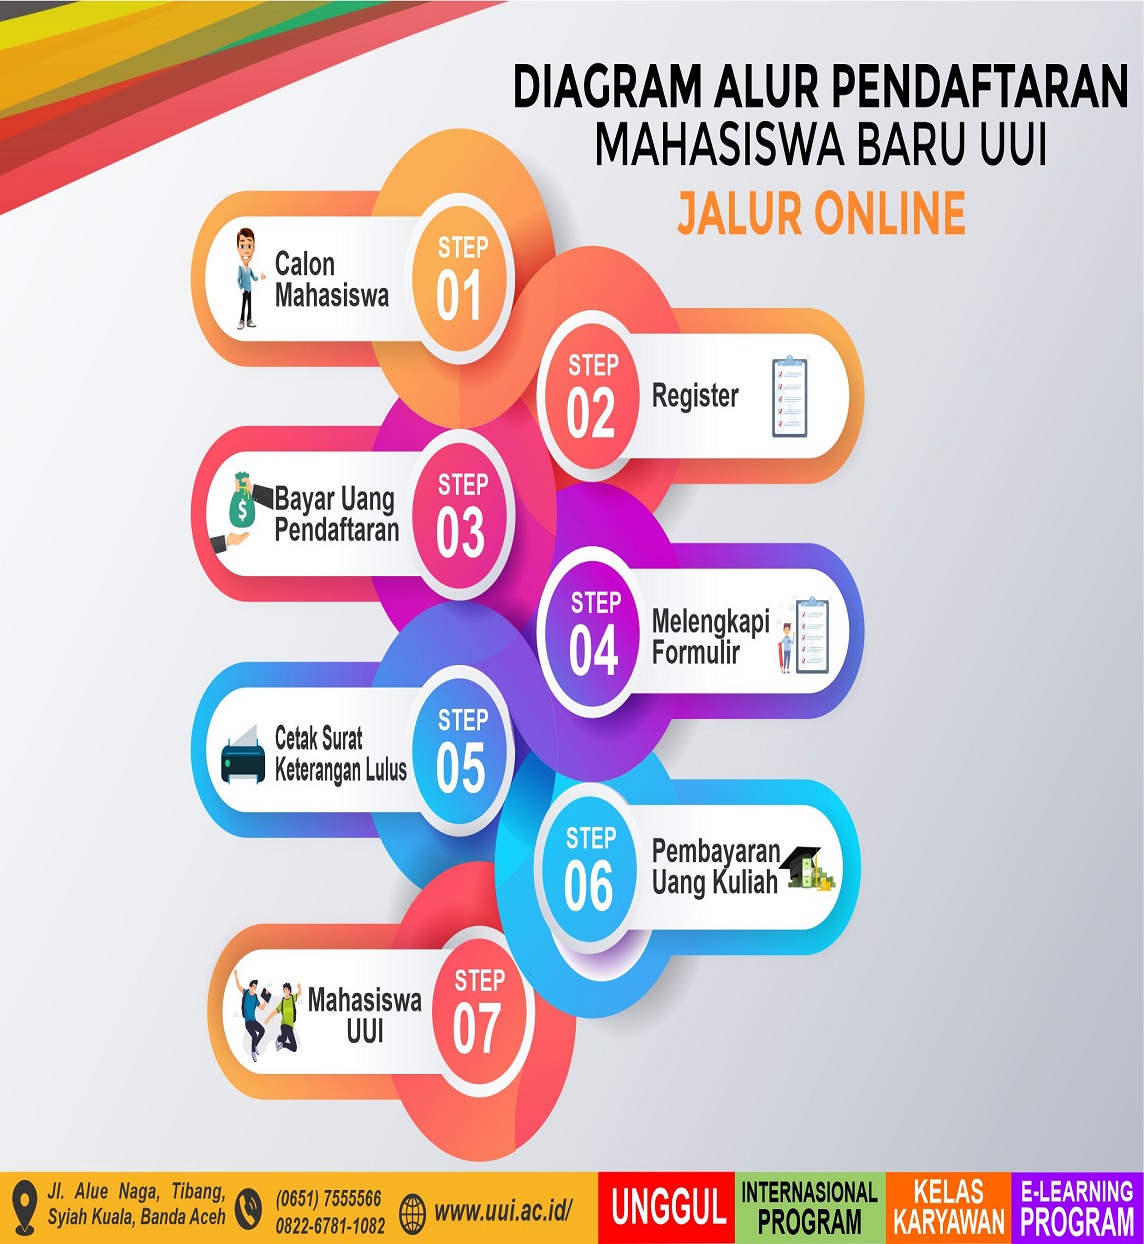 DIAGRAM ALUR PENDAFTARAN
MAHASISWA BARU UUI
JALUR ONLINE
Calon
Mahasiswa
STEP
01
STEP
02
Register
Bayar Uang
Pendaftaran
STEP
03
STEP
04
Melengkapi
Formulir
Cetak Surat
Keterangan Lulus
STEP
05
STEP
06
Pembayaran
Uang Kuliah
Mahasiswa
UUI
STEP
07
Jl. Alue Naga, Tibang,
Syiah Kuala, Banda Aceh
(0651) 7555566
0822-6781-1082
www.uui.ac.id/
UNGGUL
INTERNASIONAL
PROGRAM
KELAS
KARYAWAN
E-LEARNING
PROGRAM